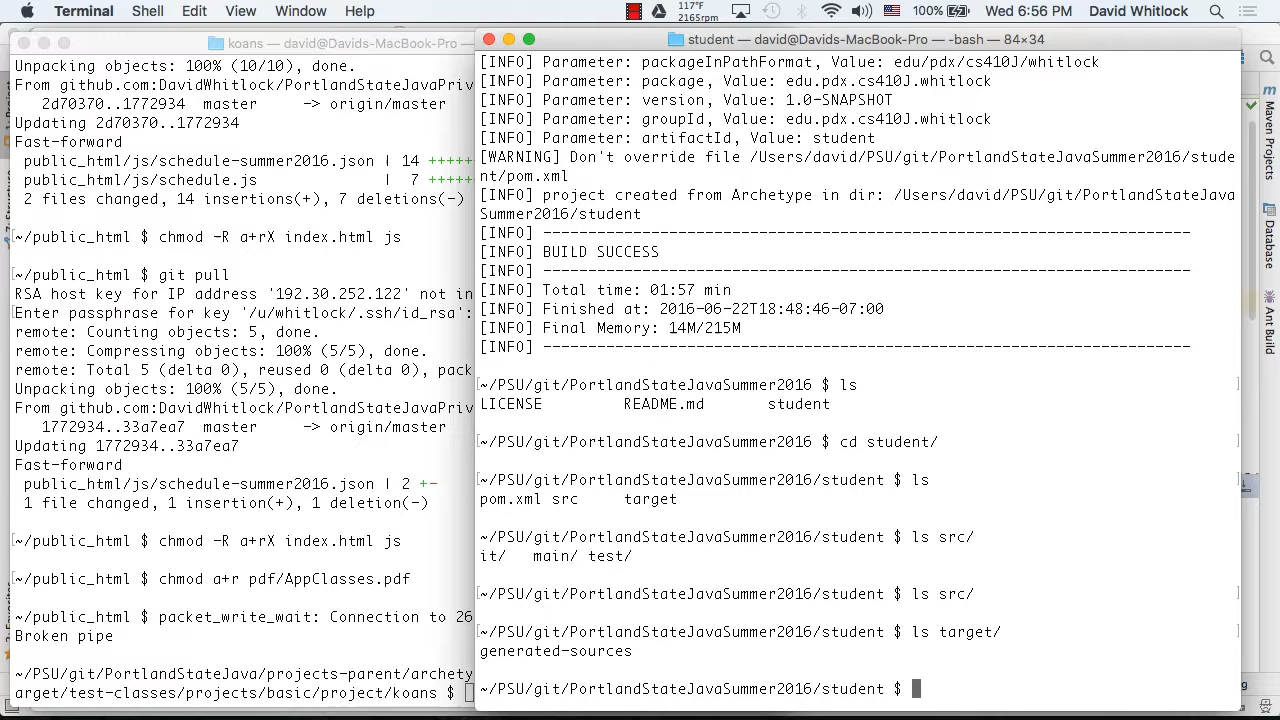 Terminal Shell Edit View Window Help 117°F 2165rpm 100% Wed 6:56 PM David Whitlock
koans — david@Davids-MacBook-Pro —
Unpacking objects: 100% (10/10), done.
From github.com:DavidWhitlock/PortlandStateJavaPriv
2d70370..1772934 master -> origin/master
Updating 2d70370..1772934
Fast-forward
public_html/js/schedule-summer2016.json | 14 +++++
public_html/js/schedule.js | 7 +++++
2 files changed, 14 insertions(+), 7 deletions(-)
~/public_html $ chmod -R a+rX index.html js
~/public_html $ git pull
RSA host key for IP address '192.30.252.122' not in
Enter passphrase for key '/u/whitlock/.ssh/id_rsa':
remote: Counting objects: 5, done.
remote: Compressing objects: 100% (5/5), done.
remote: Total 5 (delta 0), reused 0 (delta 0), pack
Unpacking objects: 100% (5/5), done.
From github.com:DavidWhitlock/PortlandStateJavaPriv
1772934..33a7ea7 master -> origin/master
Updating 1772934..33a7ea7
Fast-forward
public_html/js/schedule-summer2016.json | 2 +-
1 file changed, 1 insertion(+), 1 deletion(-)
~/public_html $ chmod -R a+rX index.html js
~/public_html $ chmod a+r pdf/AppClasses.pdf
~/public_html $ packet_write_wait: Connection to 26
Broken pipe
~/PSU/git/PortlandStateJava/projects-parent/archety
arget/test-classes/projects/basic/project/koans $
student — david@Davids-MacBook-Pro — -bash — 84×34
[INFO] Parameter: packageInPathFormat, Value: edu/pdx/cs410J/whitlock
[INFO] Parameter: package, Value: edu.pdx.cs410J.whitlock
[INFO] Parameter: version, Value: 1.0-SNAPSHOT
[INFO] Parameter: groupId, Value: edu.pdx.cs410J.whitlock
[INFO] Parameter: artifactId, Value: student
[WARNING] Don't override file /Users/david/PSU/git/PortlandStateJavaSummer2016/stude
nt/pom.xml
[INFO] project created from Archetype in dir: /Users/david/PSU/git/PortlandStateJava
Summer2016/student
[INFO] ------------------------------------------------------------------------
[INFO] BUILD SUCCESS
[INFO] ------------------------------------------------------------------------
[INFO] Total time: 01:57 min
[INFO] Finished at: 2016-06-22T18:48:46-07:00
[INFO] Final Memory: 14M/215M
[INFO] ------------------------------------------------------------------------
~/PSU/git/PortlandStateJavaSummer2016 $ ls
LICENSE README.md student
~/PSU/git/PortlandStateJavaSummer2016 $ cd student/
~/PSU/git/PortlandStateJavaSummer2016/student $ ls
pom.xml src target
~/PSU/git/PortlandStateJavaSummer2016/student $ ls src/
it/ main/ test/
~/PSU/git/PortlandStateJavaSummer2016/student $ ls src/
~/PSU/git/PortlandStateJavaSummer2016/student $ ls target/
generated-sources
~/PSU/git/PortlandStateJavaSummer2016/student $
Maven Projects
Database
Ant Build